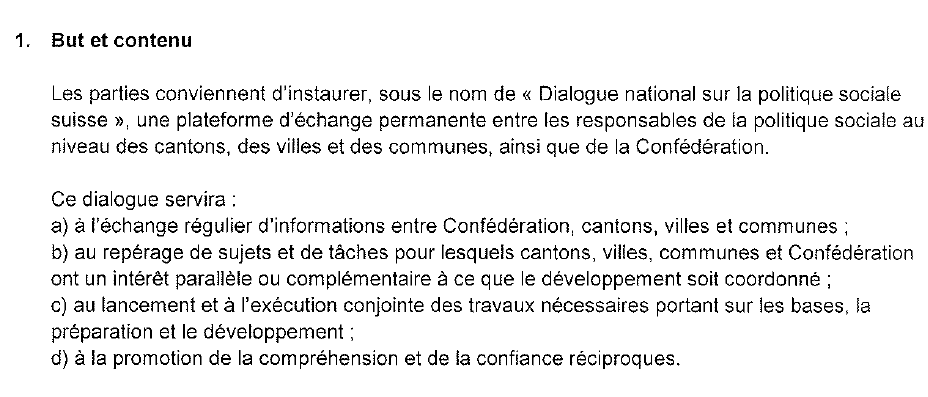 1. But et contenu
Les parties conviennent d'instaurer, sous le nom de « Dialogue national sur la politique sociale
suisse », une plateforme d'échange permanente entre les responsables de la politique sociale au
niveau des cantons, des villes et des communes, ainsi que de la Confédération.
Ce dialogue servira :
a) à l'échange régulier d'informations entre Confédération, cantons, villes et communes ;
b) au repérage de sujets et de tâches pour lesquels cantons, villes, communes et Confédération
ont un intérêt parallèle ou complémentaire à ce que le développement soit coordonné ;
c) au lancement et à l'exécution conjointe des travaux nécessaires portant sur les bases, la
préparation et le développement ;
d) à la promotion de la compréhension et de la confiance réciproques.